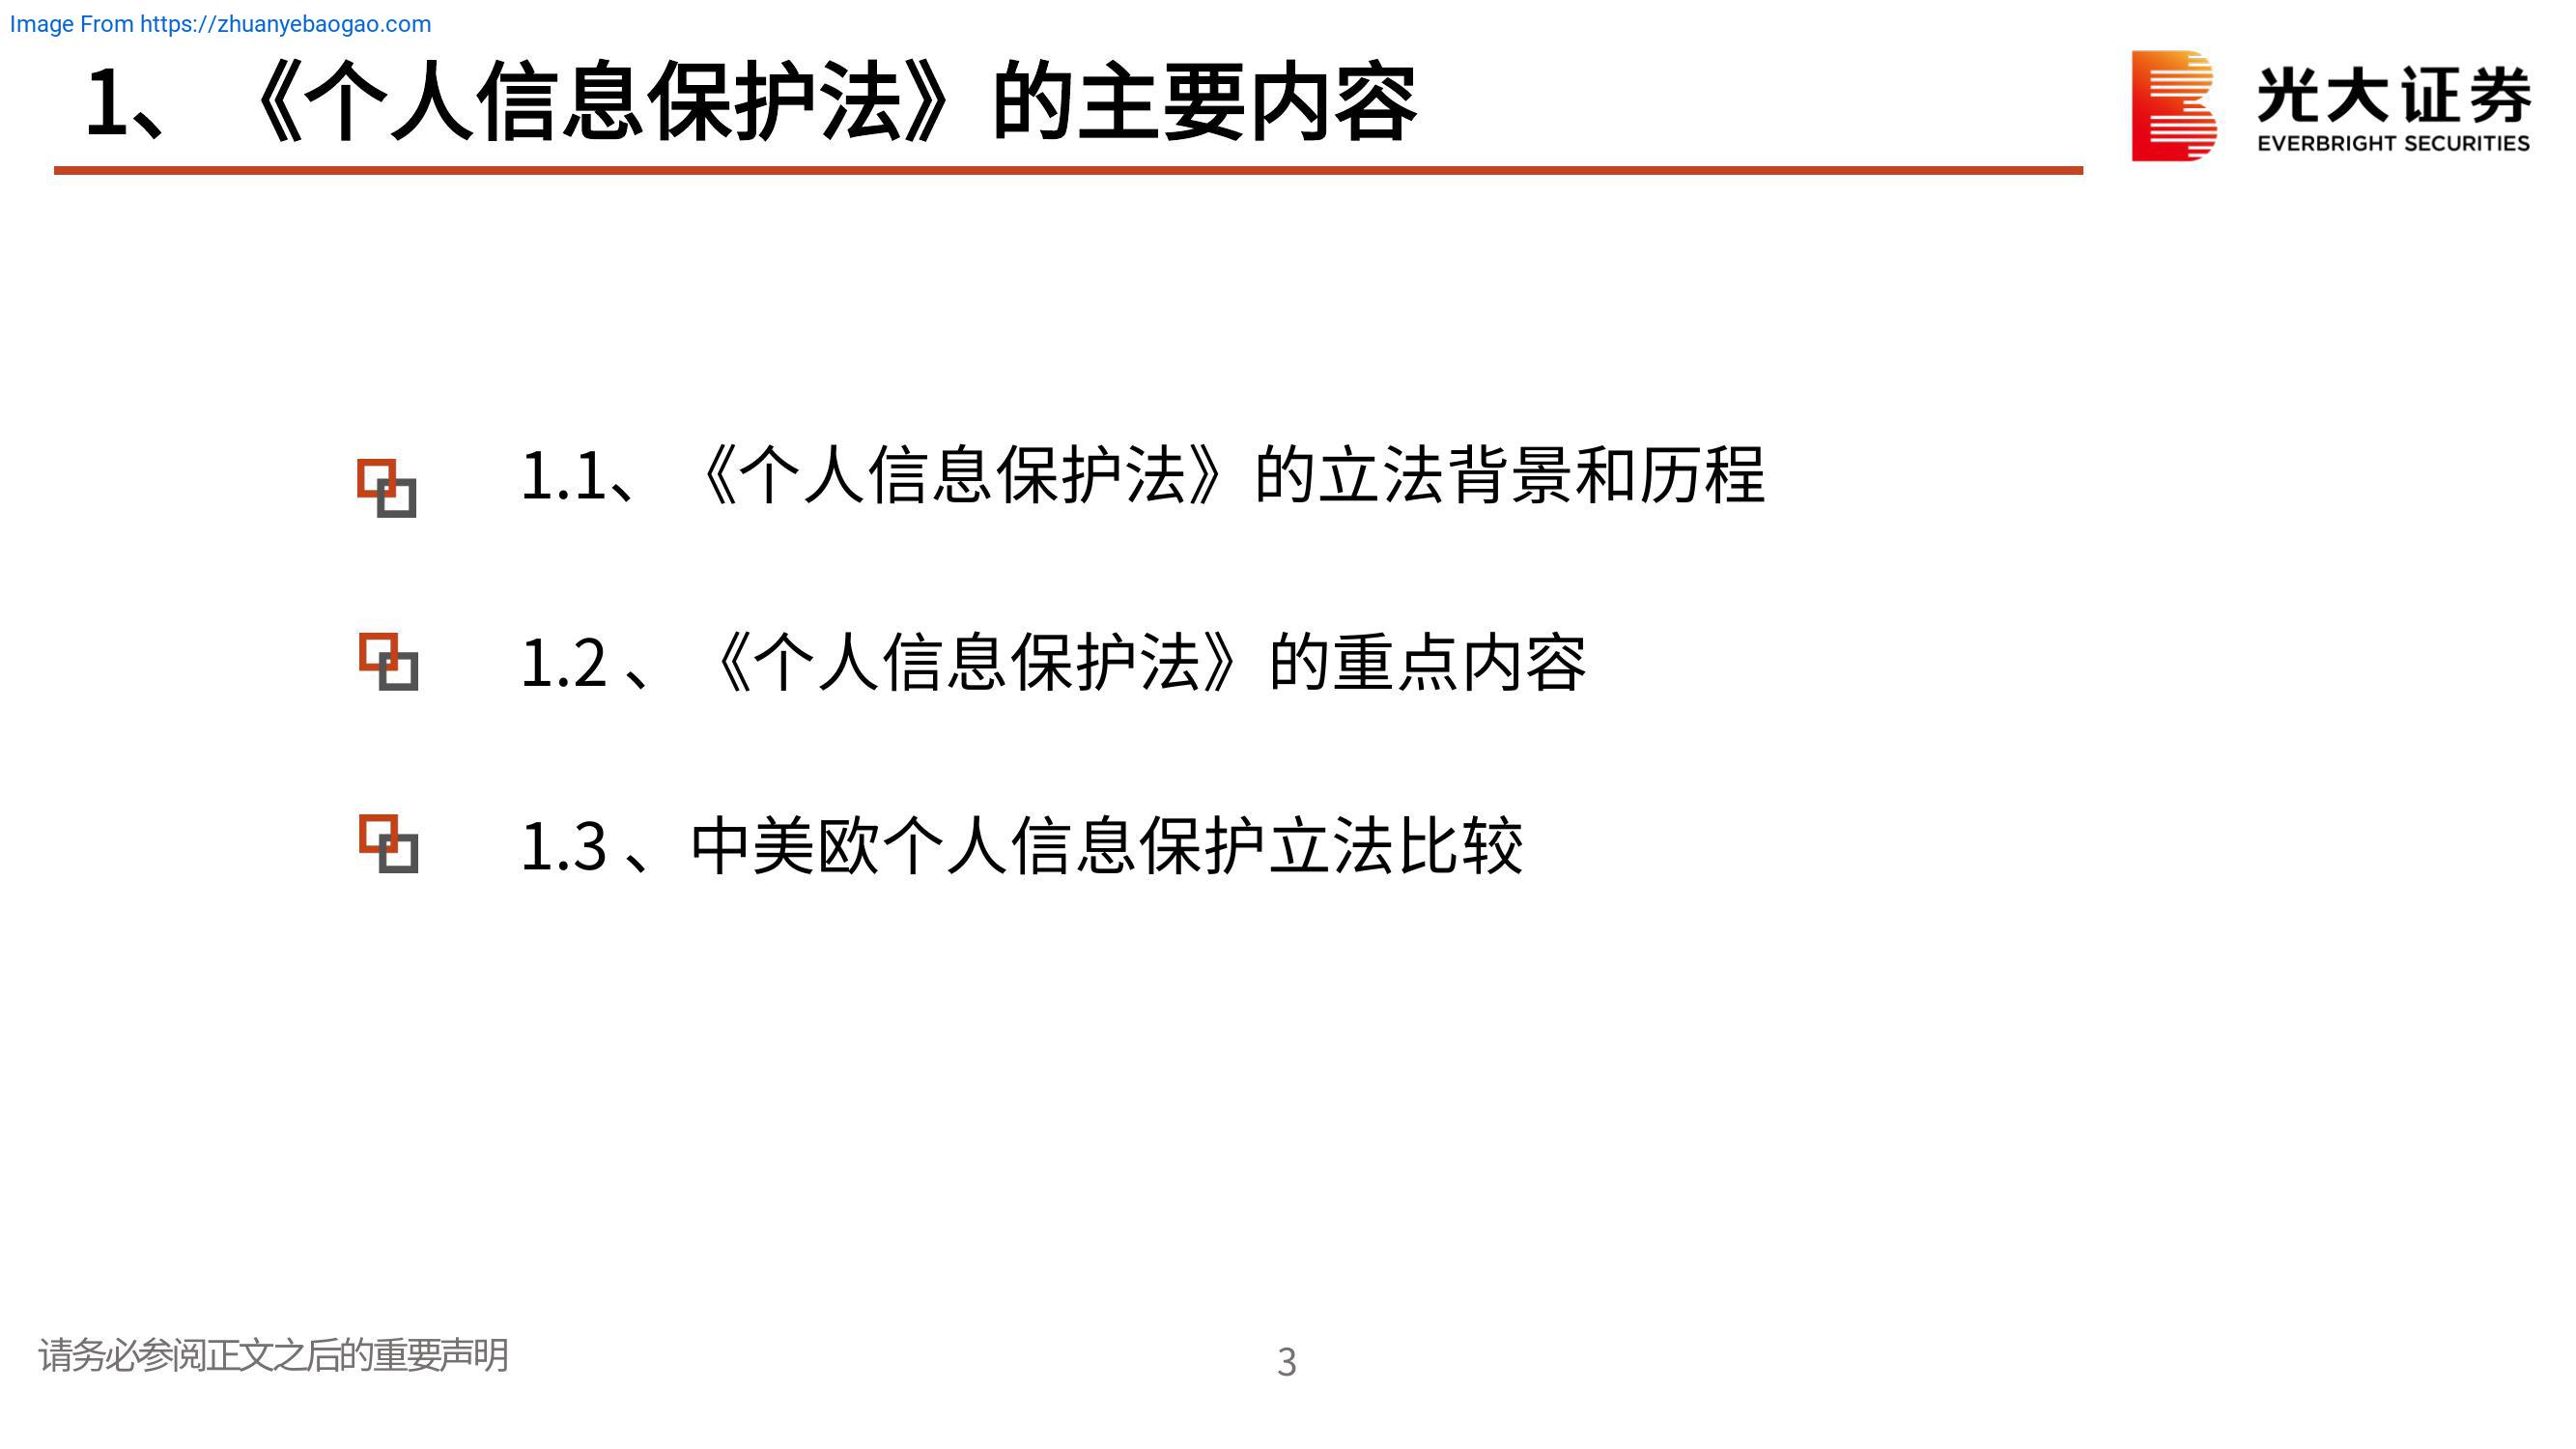 Image From https://zhuanyebaogao.com
1、 《个人信息保护法》的主要内容
光大证券
EVERBRIGHT SECURITIES
1.1、 《个人信息保护法》的立法背景和历程
1.2 、 《个人信息保护法》的重点内容
1.3 、中美欧个人信息保护立法比较
请务必参阅正文之后的重要声明
3